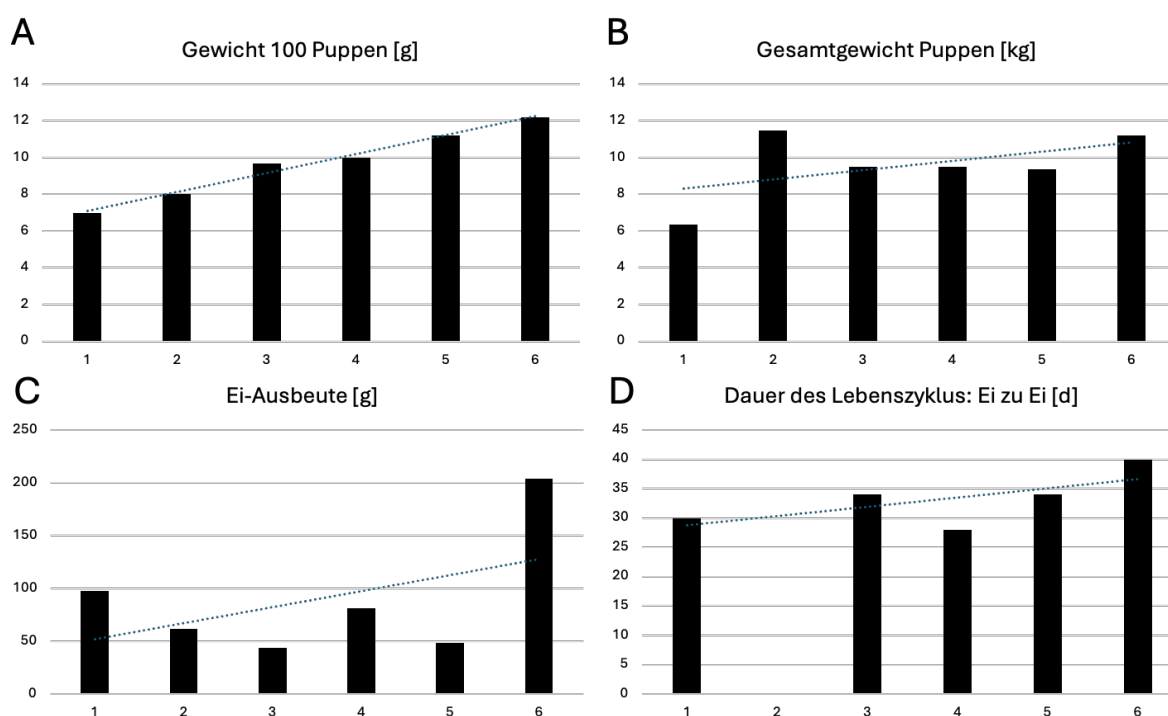 A
Gewicht 100 Puppen [g]
14
12
10
8
6
4
2
0
1 2 3 4 5 6
B
Gesamtgewicht Puppen [kg]
14
12
10
8
6
4
2
0
1 2 3 4 5 6
C
Ei-Ausbeute [g]
250
200
150
100
50
0
1 2 3 4 5 6
D
Dauer des Lebenszyklus: Ei zu Ei [d]
45
40
35
30
25
20
15
10
5
0
1 2 3 4 5 6